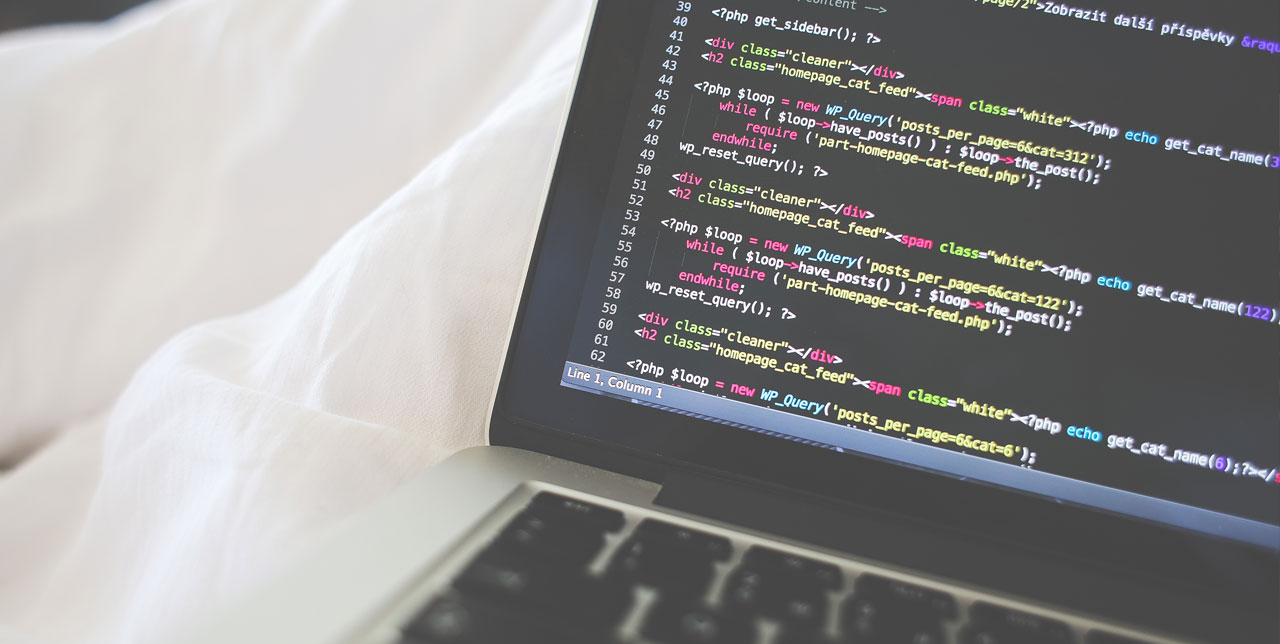 content -->
page/2">Zobrazit další příspěvky &raqu
39 <?php get_sidebar(); ?>
40
41 <div class="cleaner"></div>
42 <h2 class="homepage_cat_feed"><span class="white"><?php echo get_cat_name(3
43
44 <?php $loop = new WP_Query('posts_per_page=6&cat=312');
45 while ( $loop->have_posts() ) : $loop->the_post();
46 require ('part-homepage-cat-feed.php');
47 endwhile;
48 wp_reset_query(); ?>
49
50 <div class="cleaner"></div>
51 <h2 class="homepage_cat_feed"><span class="white"><?php echo get_cat_name(122);
52
53 <?php $loop = new WP_Query('posts_per_page=6&cat=122');
54 while ( $loop->have_posts() ) : $loop->the_post();
55 require ('part-homepage-cat-feed.php');
56 endwhile;
57 wp_reset_query(); ?>
58
59 <div class="cleaner"></div>
60 <h2 class="homepage_cat_feed"><span class="white"><?php echo get_cat_name(6);?></s
61
62 <?php $loop = new WP_Query('posts_per_page=6&cat=6');
Line 1, Column 1